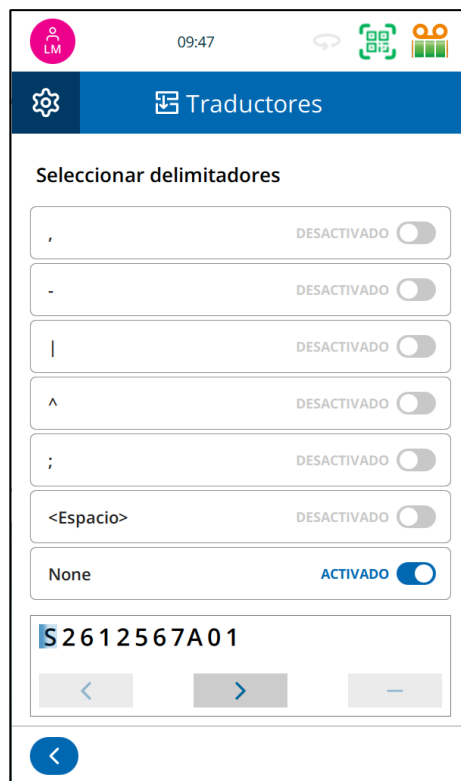 LM
09:47
Traductores
Seleccionar delimitadores
, DESACTIVADO
- DESACTIVADO
| DESACTIVADO
^ DESACTIVADO
; DESACTIVADO
<Espacio> DESACTIVADO
None ACTIVADO
S2612567A01